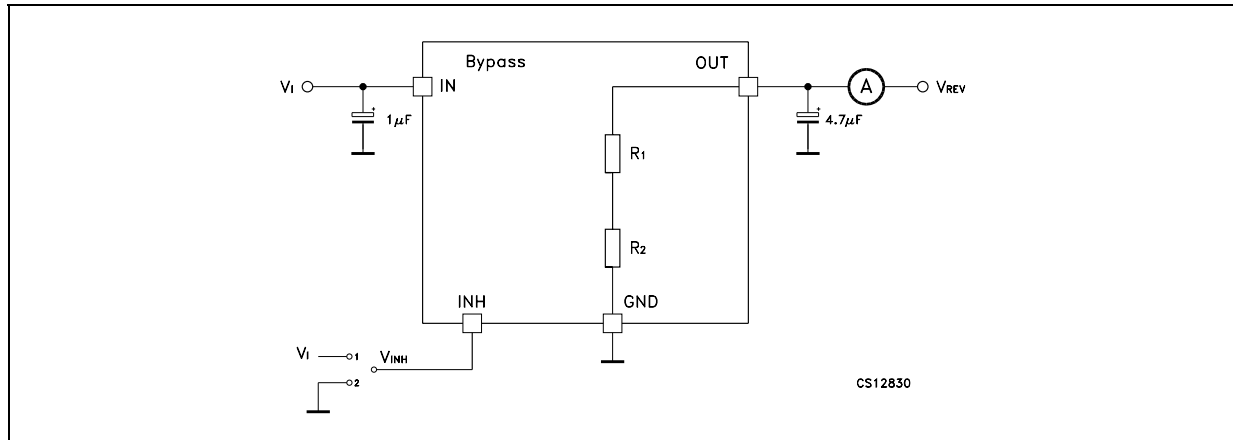 Bypass
OUT
VI
IN
A
VREV
1μF
4.7μF
R1
R2
INH
GND
VI
1
VINH
2
CS12830